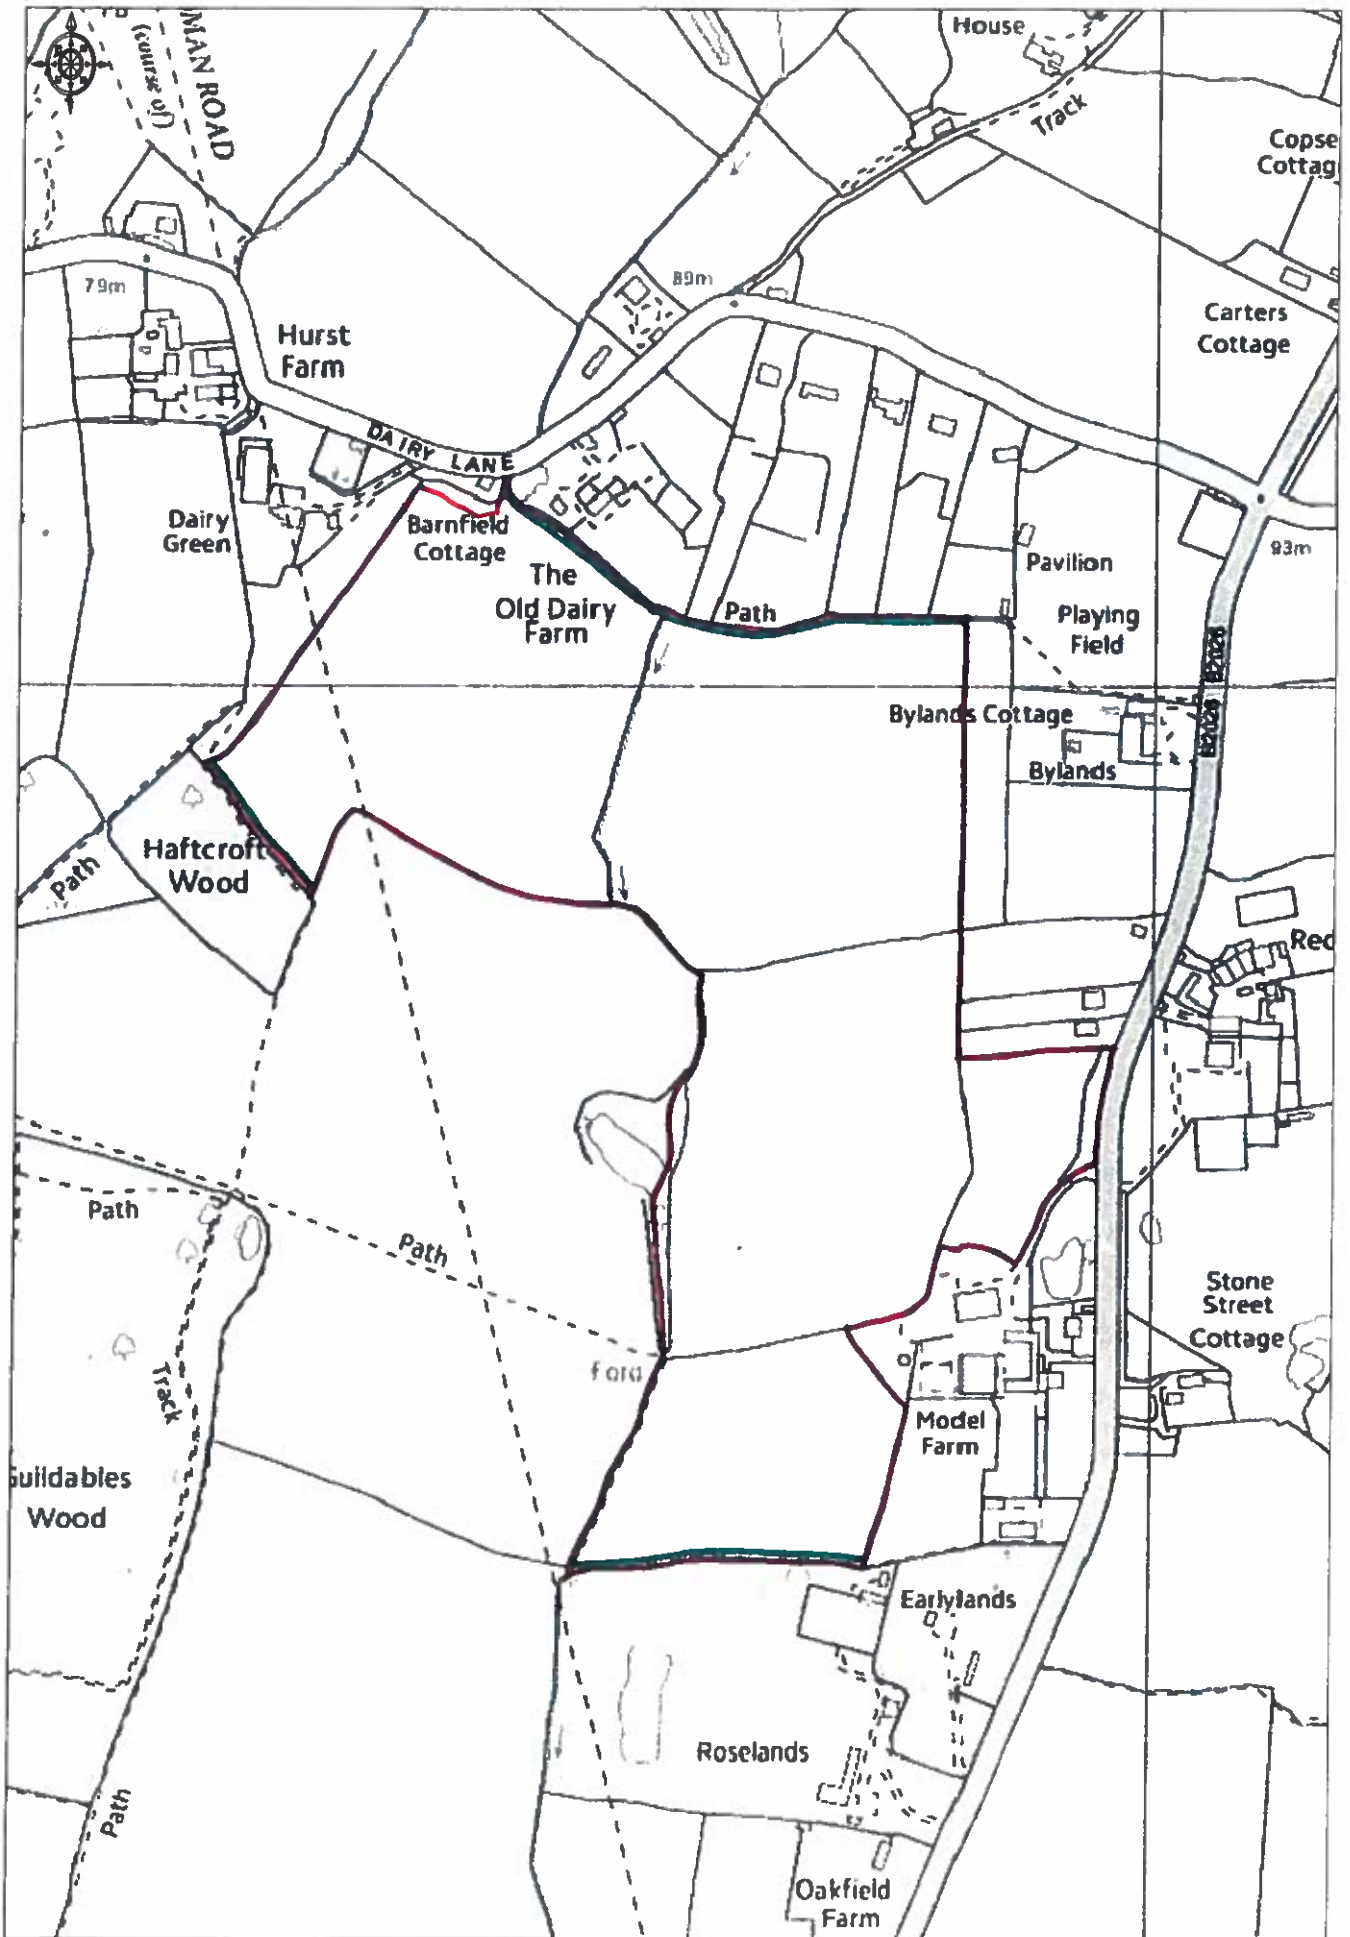 House
MAN ROAD
(course of)
Track
Copse
Cottag
79m
89m
Hurst
Farm
Carters
Cottage
DAIRY LANE
Dairy
Green
Barnfield
Cottage
93m
The
Old Dairy
Farm
Pavilion
Path
Playing
Field
B2026
B2026
Bylands Cottage
Bylands
Haftcroft
Wood
Path
Red
Path
Path
Stone
Street
Cottage
Track
Ford
Model
Farm
Guildables
Wood
Earlylands
Roselands
Path
Oakfield
Farm